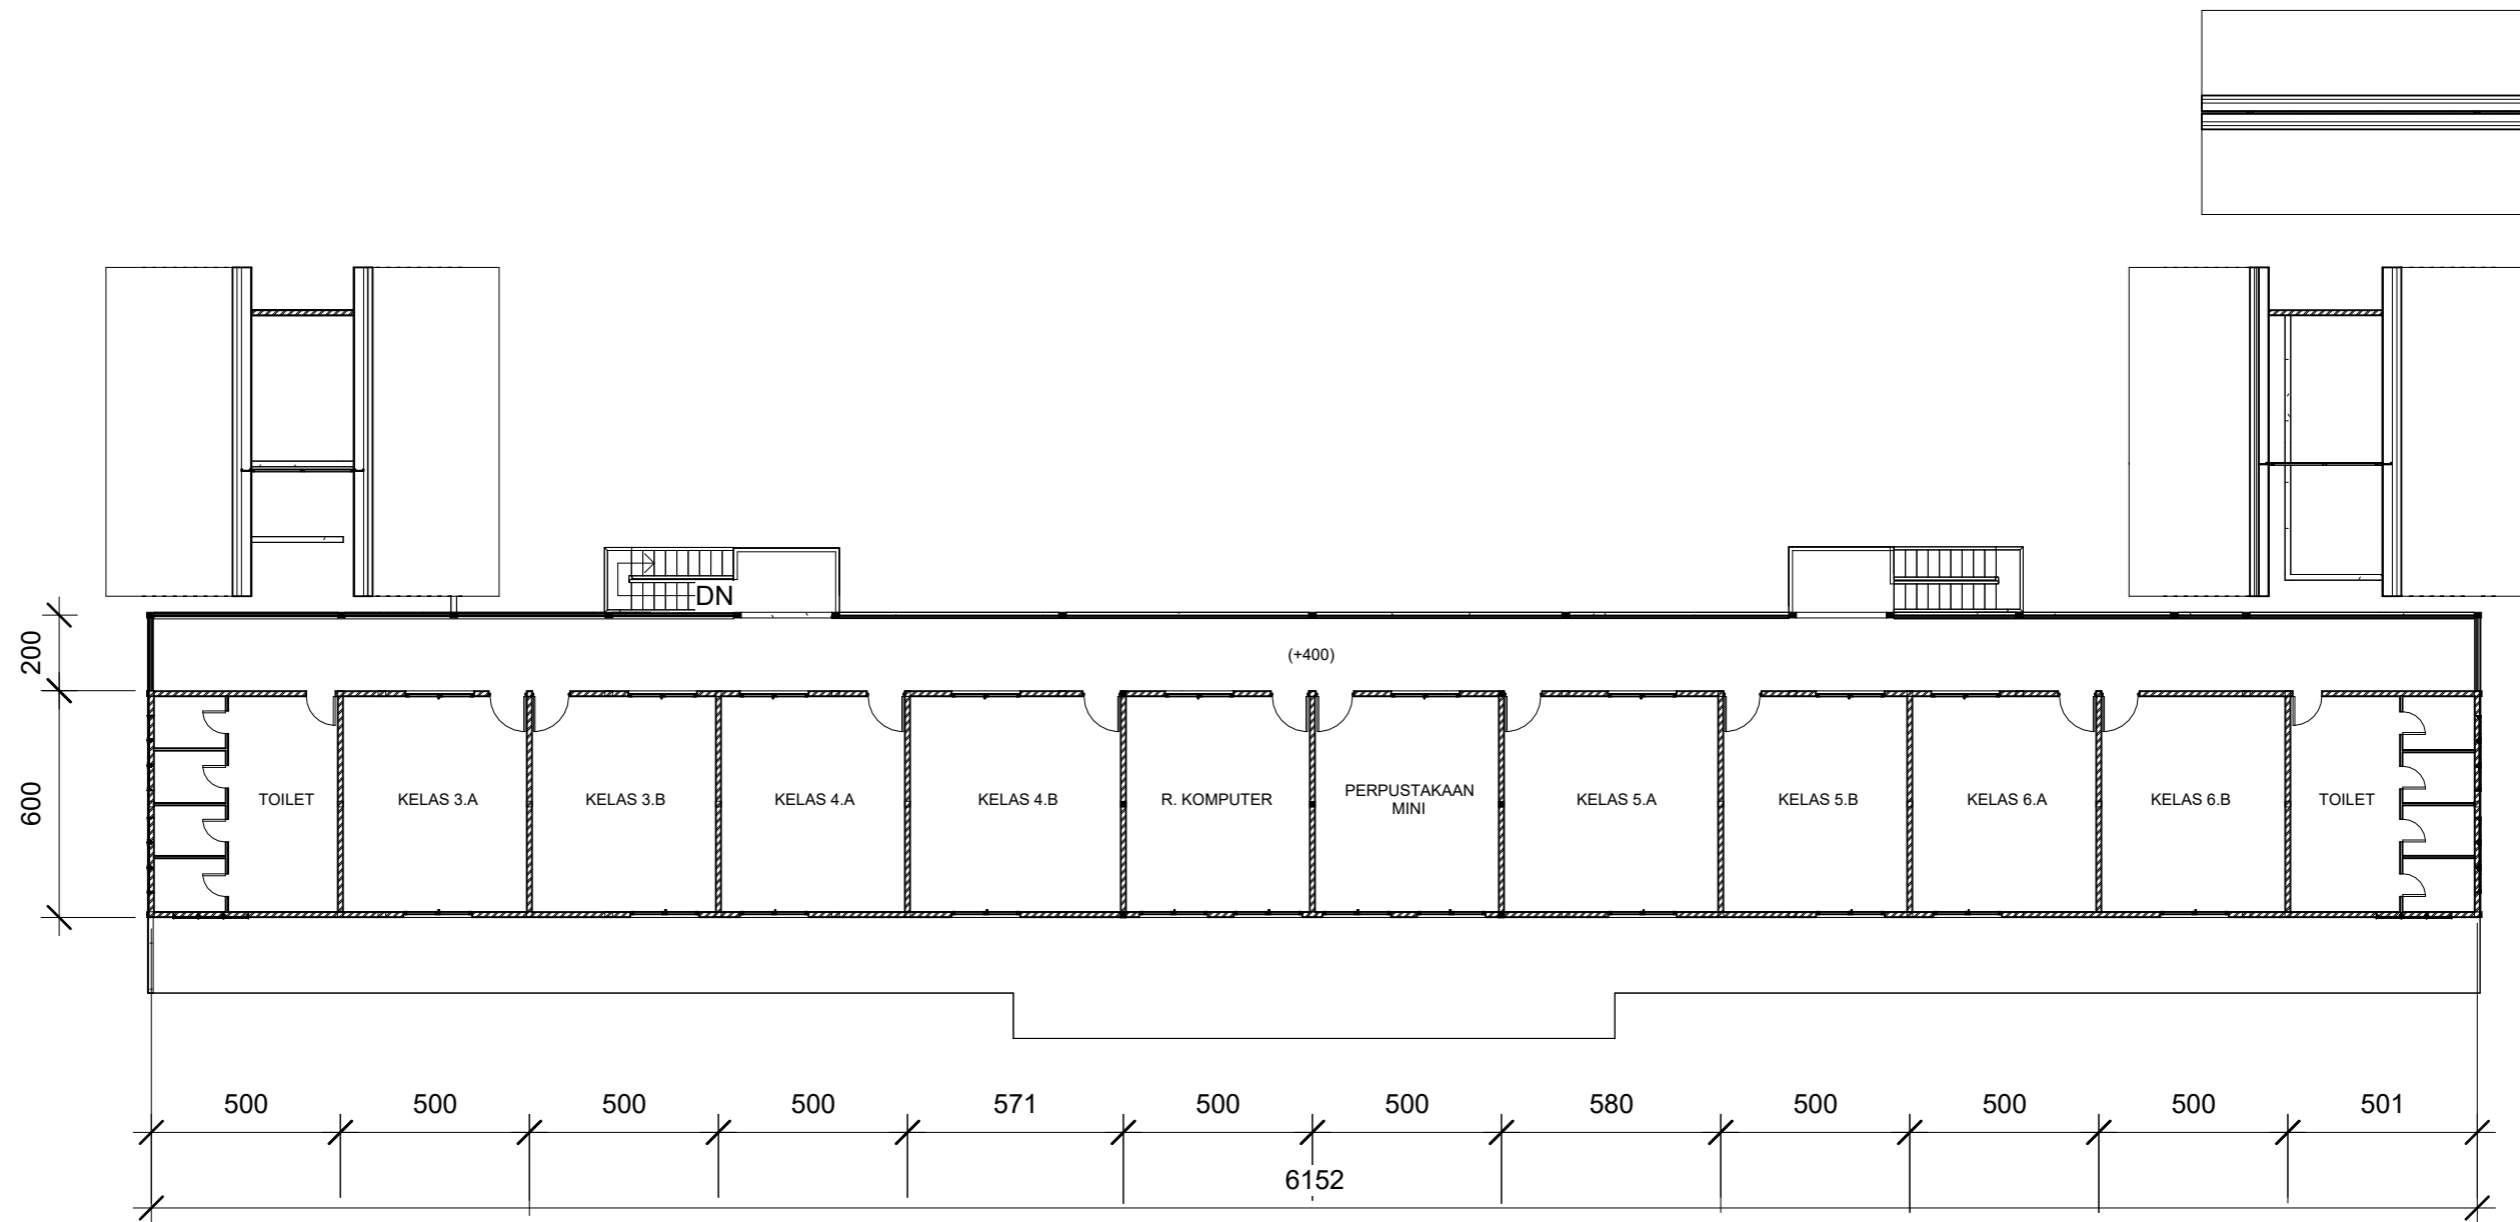 DN
200
(+400)
600
TOILET
KELAS 3.A
KELAS 3.B
KELAS 4.A
KELAS 4.B
R. KOMPUTER
PERPUSTAKAAN
MINI
KELAS 5.A
KELAS 5.B
KELAS 6.A
KELAS 6.B
TOILET
500
500
500
500
571
500
500
580
500
500
500
501
6152